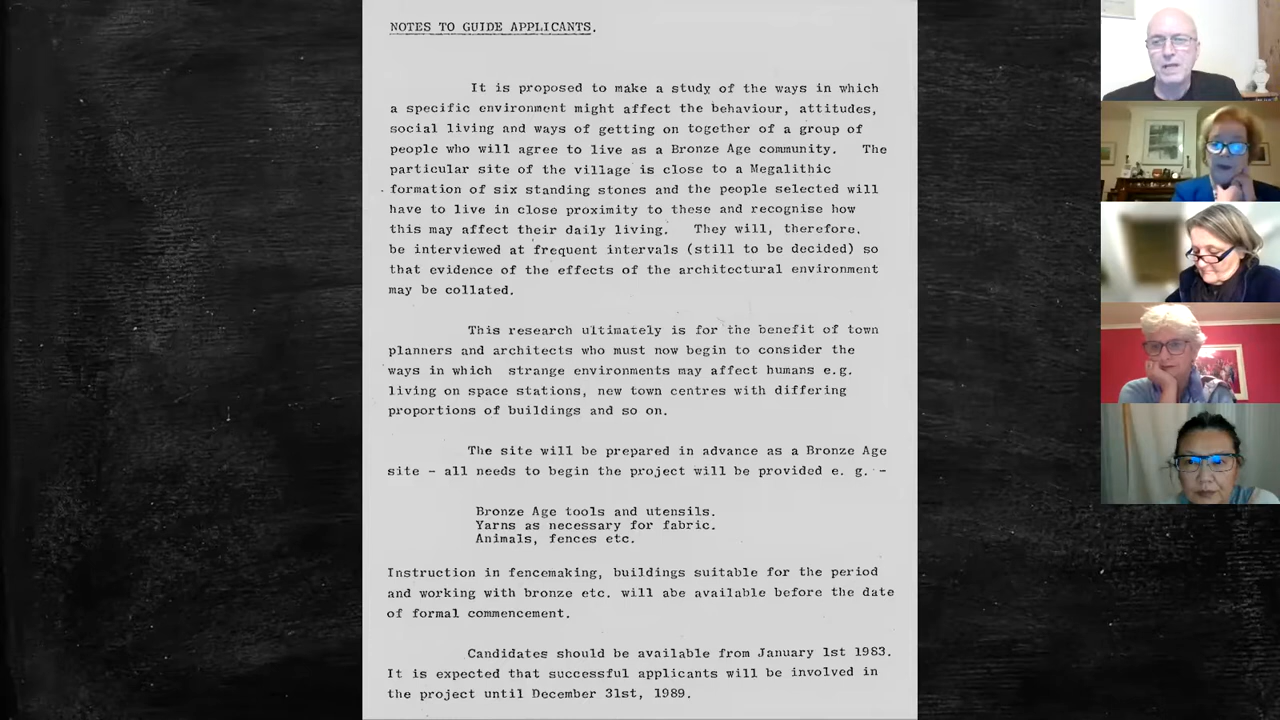 NOTES TO GUIDE APPLICANTS.
It is proposed to make a study of the ways in which
a specific environment might affect the behaviour, attitudes,
social living and ways of getting on together of a group of
people who will agree to live as a Bronze Age community. The
particular site of the village is close to a Megalithic
formation of six standing stones and the people selected will
have to live in close proximity to these and recognise how
this may affect their daily living. They will, therefore.
be interviewed at frequent intervals (still to be decided) so
that evidence of the effects of the architectural environment
may be collated.
This research ultimately is for the benefit of town
planners and architects who must now begin to consider the
ways in which strange environments may affect humans e.g.
living on space stations, new town centres with differing
proportions of buildings and so on.
The site will be prepared in advance as a Bronze Age
site - all needs to begin the project will be provided e. g. -
Bronze Age tools and utensils.
Yarns as necessary for fabric.
Animals, fences etc.
Instruction in fencemaking, buildings suitable for the period
and working with bronze etc. will abe available before the date
of formal commencement.
Candidates should be available from January 1st 1983.
It is expected that successful applicants will be involved in
the project until December 31st, 1989.